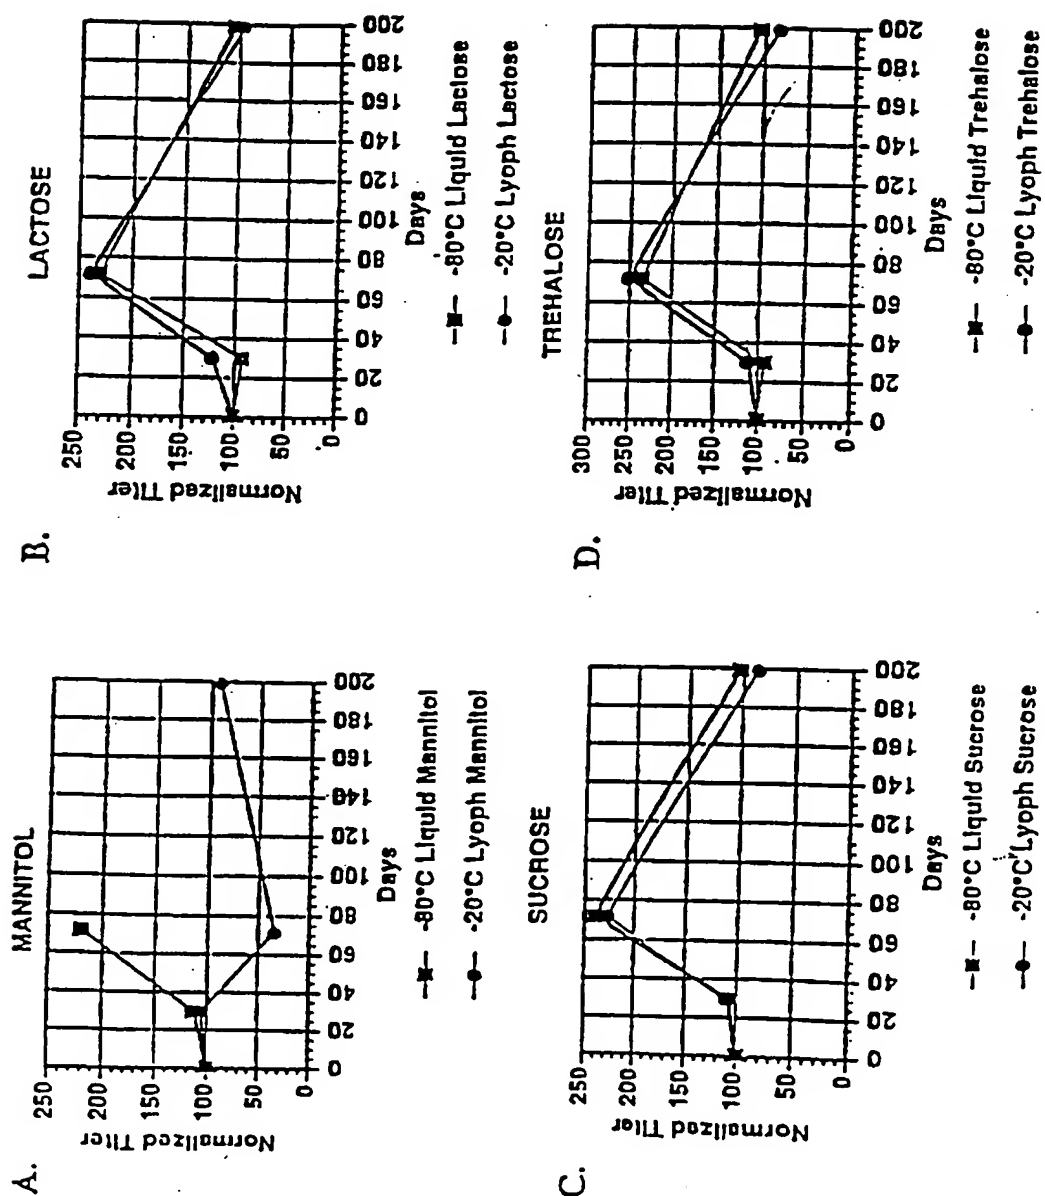 A.
MANNITOL
Normalized Titer
250
200
150
100
50
0
0 20 40 60 80 100 120 140 160 180 200
Days
-80°C Liquid Mannitol
-20°C Lyoph Mannitol
B.
LACTOSE
Normalized Titer
250
200
150
100
50
0
0 20 40 60 80 100 120 140 160 180 200
Days
-80°C Liquid Lactose
-20°C Lyoph Lactose
C.
SUCROSE
Normalized Titer
250
200
150
100
50
0
0 20 40 60 80 100 120 140 160 180 200
Days
-80°C Liquid Sucrose
-20°C Lyoph Sucrose
D.
TREHALOSE
Normalized Titer
300
250
200
150
100
50
0
0 20 40 60 80 100 120 140 160 180 200
Days
-80°C Liquid Trehalose
-20°C Lyoph Trehalose